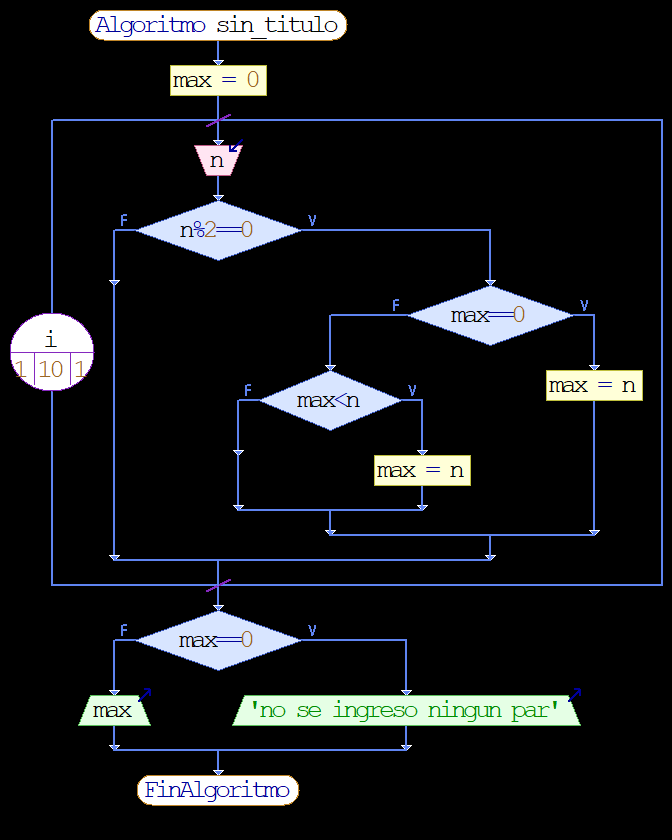 Algoritmo sin_titulo
max = 0
n
F
V
n%2==0
F
V
max==0
i
1 10 1
max = n
F
V
max<n
max = n
F
V
max==0
max
'no se ingreso ningun par'
FinAlgoritmo